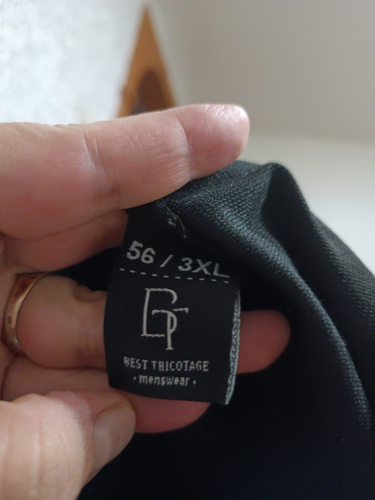 56 / 3XL
BT
BEST TRICOTAGE
• menswear •